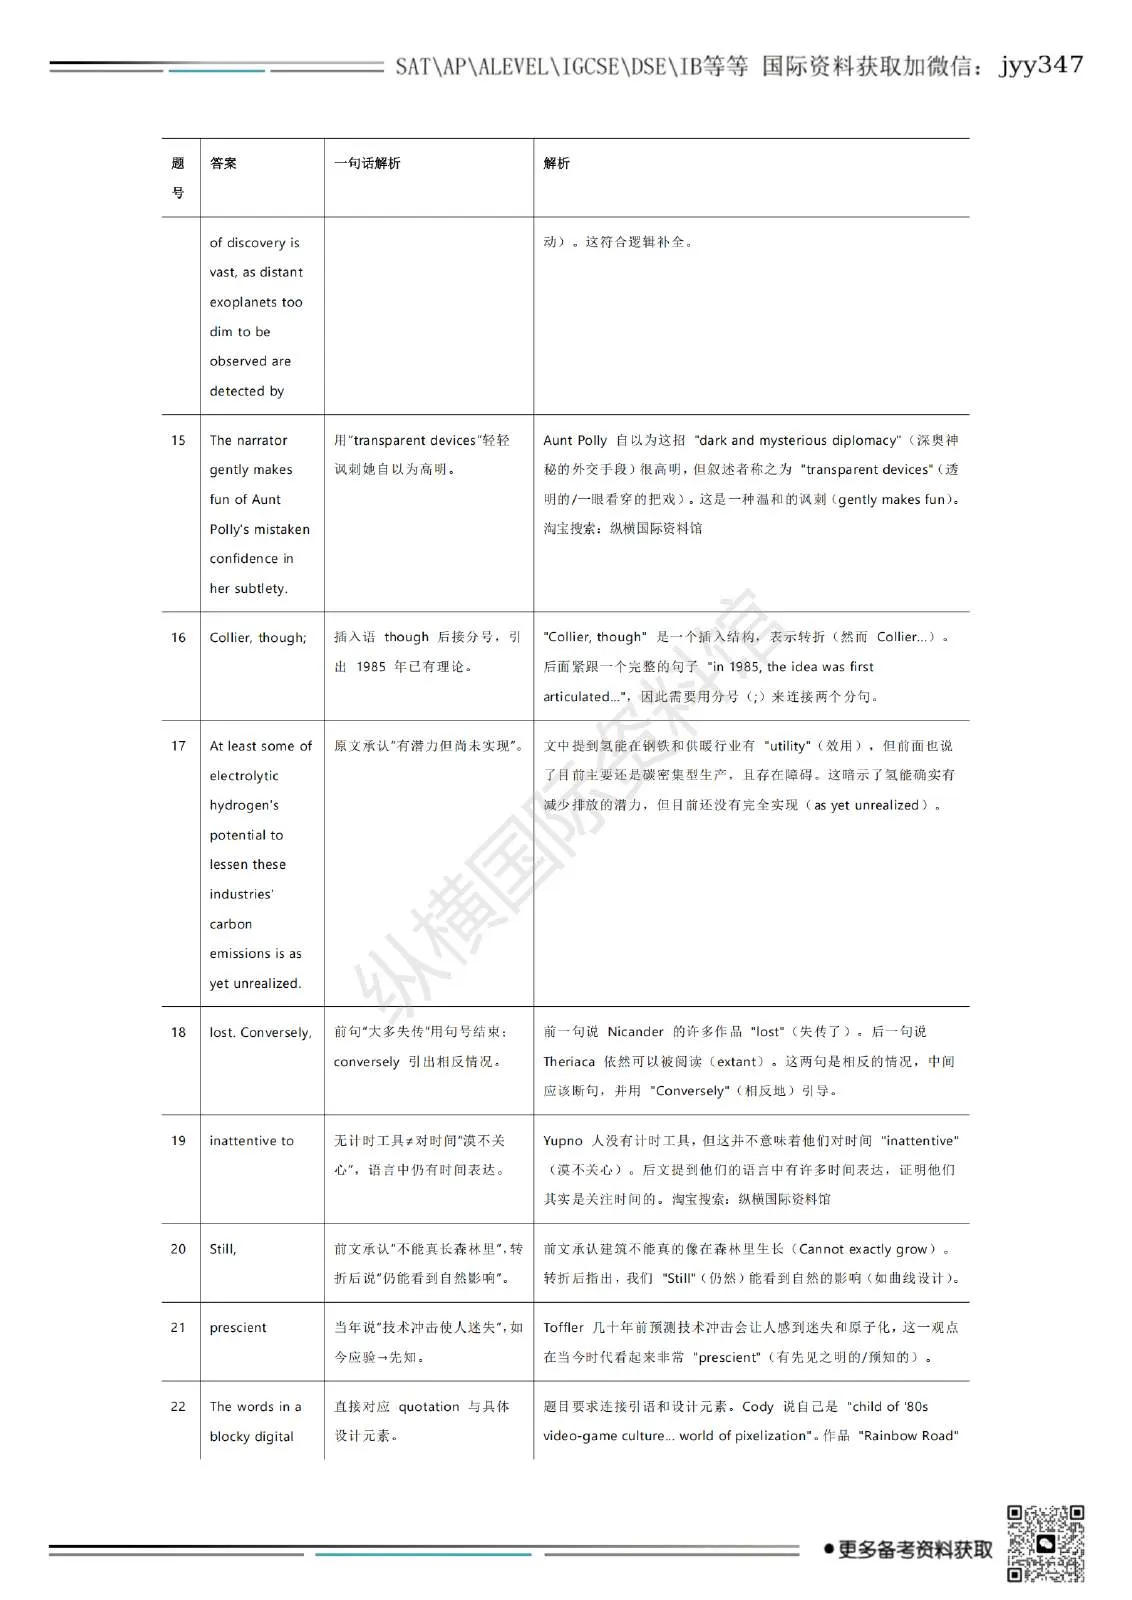 SAT\AP\ALEVEL\IGCSE\DSE\IB等等 国际资料获取加微信：jyy347
题
号
答案
一句话解析
解析
of discovery is
vast, as distant
exoplanets too
dim to be
observed are
detected by
动）。这符合逻辑补全。
15
The narrator
gently makes
fun of Aunt
Polly's mistaken
confidence in
her subtlety.
用“transparent devices”轻轻
讽刺她自以为高明。
Aunt Polly 自以为这招 "dark and mysterious diplomacy"（深奥神
秘的外交手段）很高明，但叙述者称之为 "transparent devices"（透
明的/一眼看穿的把戏）。这是一种温和的讽刺（gently makes fun）。
淘宝搜索：纵横国际资料馆
16
Collier, though;
插入语 though 后接分号，引
出 1985 年已有理论。
"Collier, though" 是一个插入结构，表示转折（然而 Collier...）。
后面紧跟一个完整的句子 "in 1985, the idea was first
articulated..."，因此需要用分号（;）来连接两个分句。
17
At least some of
electrolytic
hydrogen's
potential to
lessen these
industries'
carbon
emissions is as
yet unrealized.
原文承认“有潜力但尚未实现”。
文中提到氢能在钢铁和供暖行业有 "utility"（效用），但前面也说
了目前主要还是碳密集型生产，且存在障碍。这暗示了氢能确实有
减少排放的潜力，但目前还没有完全实现（as yet unrealized）。
18
lost. Conversely,
前句“大多失传”用句号结束；
conversely 引出相反情况。
前一句说 Nicander 的许多作品 "lost"（失传了）。后一句说
Theriaca 依然可以被阅读（extant）。这两句是相反的情况，中间
应该断句，并用 "Conversely"（相反地）引导。
19
inattentive to
无计时工具≠对时间“漠不关
心”，语言中仍有时间表达。
Yupno 人没有计时工具，但这并不意味着他们对时间 "inattentive"
（漠不关心）。后文提到他们的语言中有许多时间表达，证明他们
其实是关注时间的。淘宝搜索：纵横国际资料馆
20
Still,
前文承认“不能真长森林里”，转
折后说“仍能看到自然影响”。
前文承认建筑不能真的像在森林里生长（Cannot exactly grow）。
转折后指出，我们 "Still"（仍然）能看到自然的影响（如曲线设计）。
21
prescient
当年说“技术冲击使人迷失”，如
今应验→先知。
Toffler 几十年前预测技术冲击会让人感到迷失和原子化，这一观点
在当今时代看起来非常 "prescient"（有先见之明的/预知的）。
22
The words in a
blocky digital
直接对应 quotation 与具体
设计元素。
题目要求连接引语和设计元素。Cody 说自己是 "child of '80s
video-game culture... world of pixelization"。作品 "Rainbow Road"
纵横国际资料馆
●更多备考资料获取